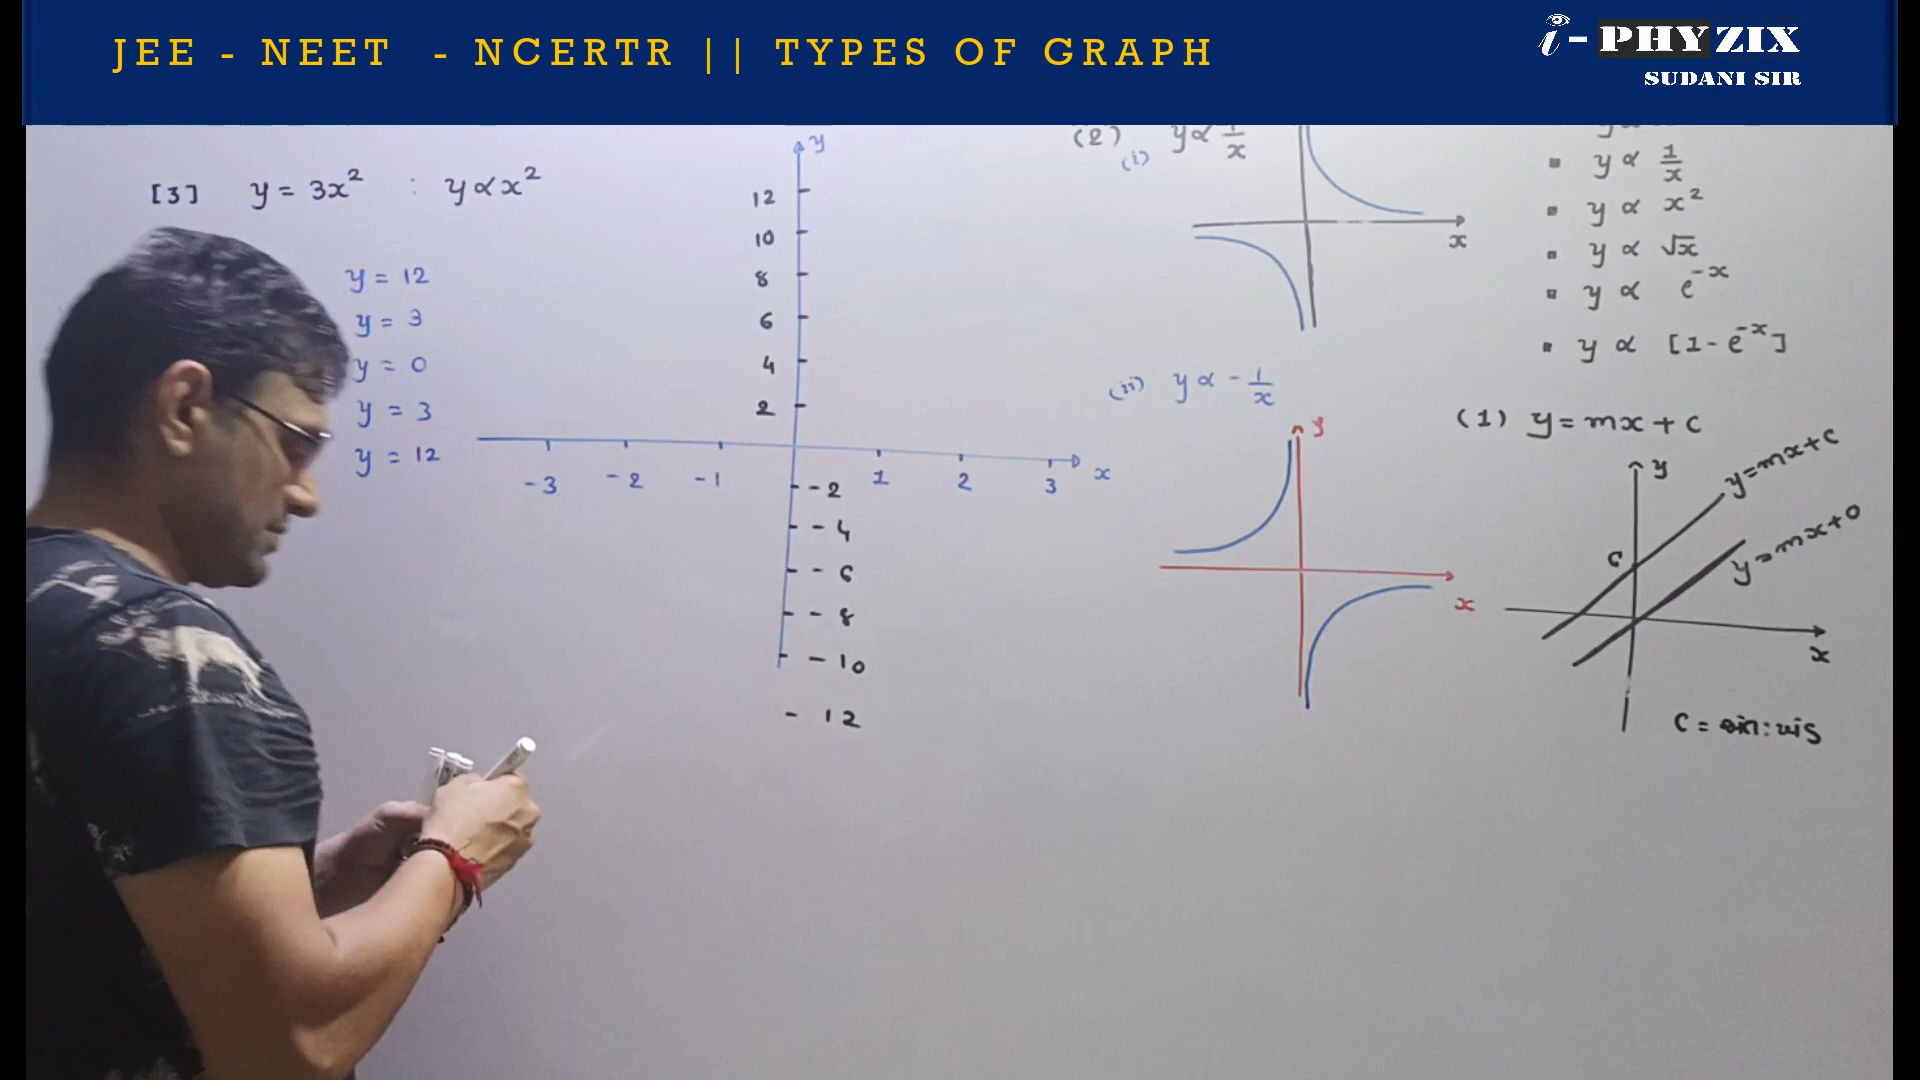 JEE - NEET - NCERTR || TYPES OF GRAPH
i-PHYZIX
SUDANI SIR
[3] y = 3x² : y ∝ x²
y = 12
y = 3
y = 0
y = 3
y = 12
y
12
10
8
6
4
2
-3 -2 -1 1 2 3 x
-2
-4
-6
-8
-10
-12
(2) y ∝ 1/x
(i)
x
(ii) y ∝ - 1/x
y
x
y ∝ 1/x
y ∝ x²
y ∝ √x
y ∝ e^-x
y ∝ [1 - e^-x]
(1) y = mx + c
y
y = mx + c
y = mx + 0
c
x